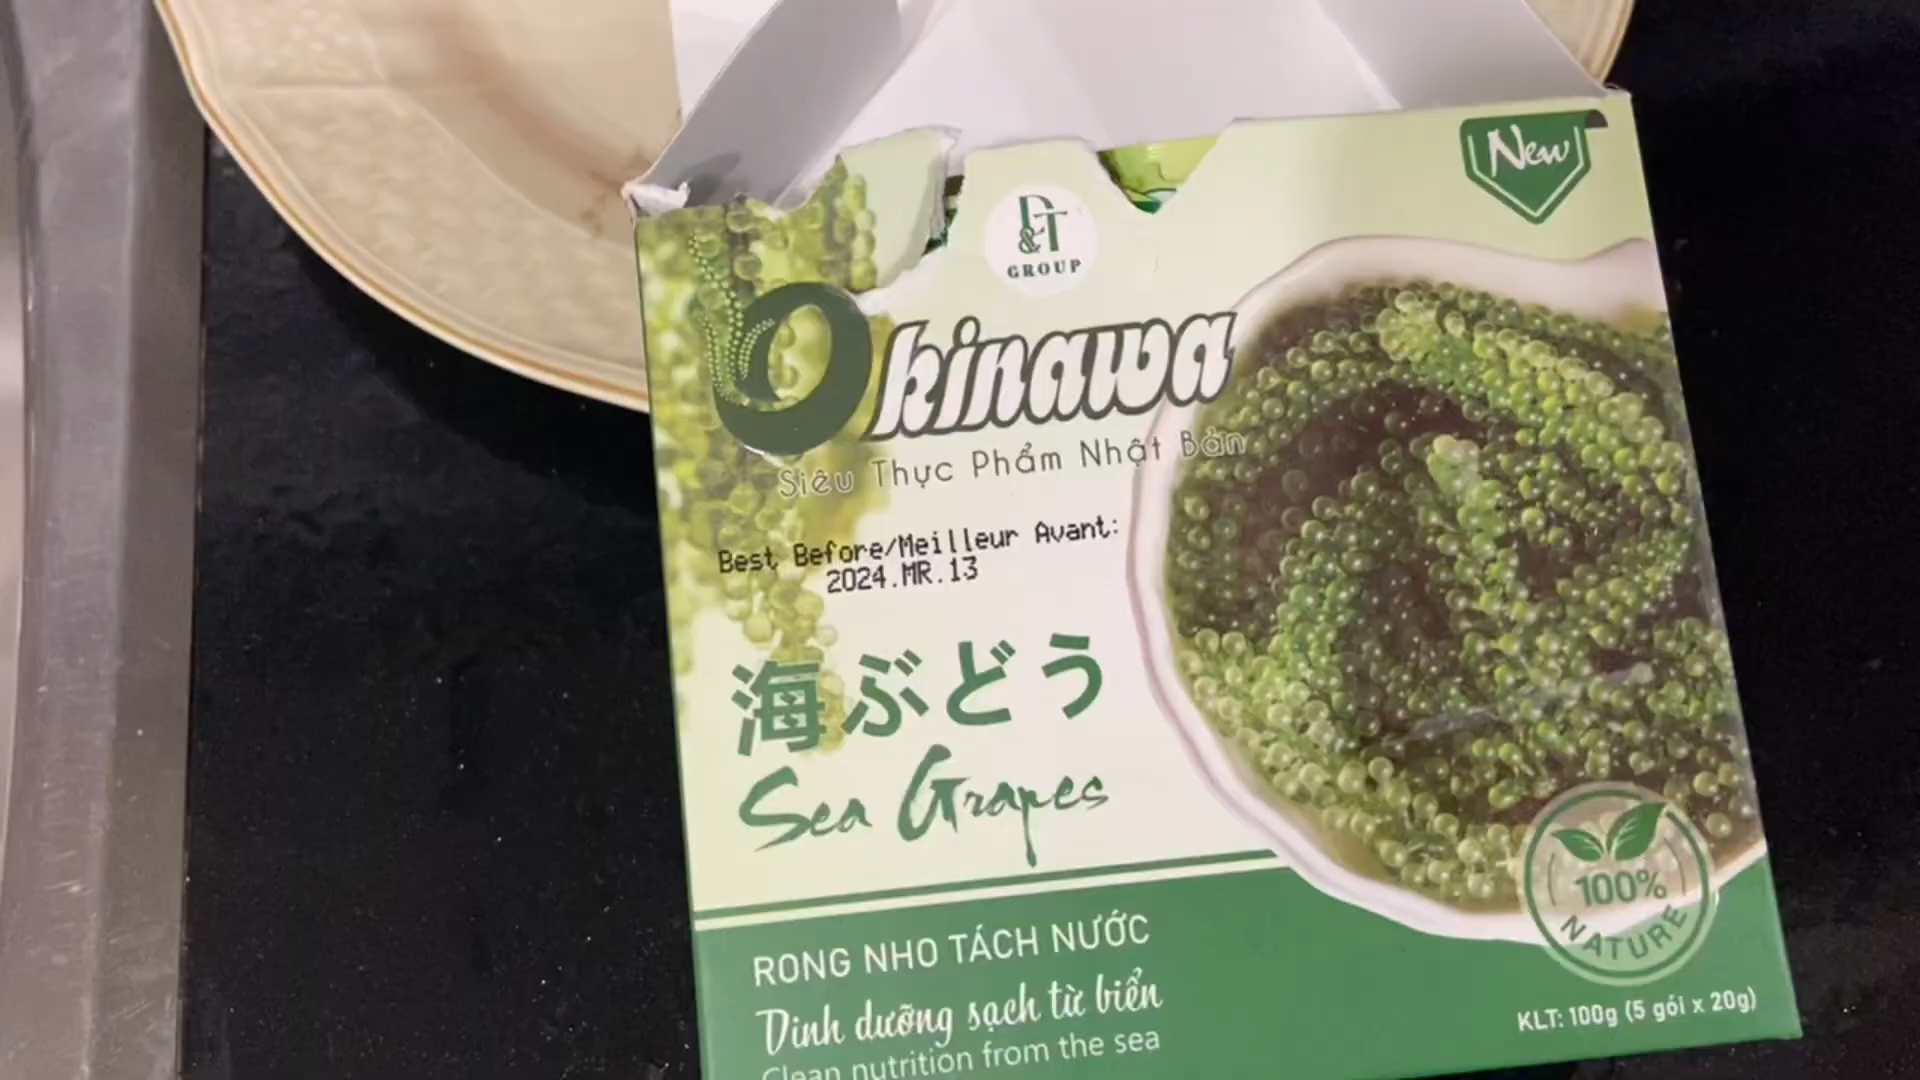 New
D&T
GROUP
Okinawa
Siêu Thực Phẩm Nhật Bản
Best Before/Meilleur Avant:
2024.MR.13
海ぶどう
Sea Grapes
100%
NATURE
RONG NHO TÁCH NƯỚC
Dinh dưỡng sạch từ biển
Clean nutrition from the sea
KLT: 100g (5 gói x 20g)